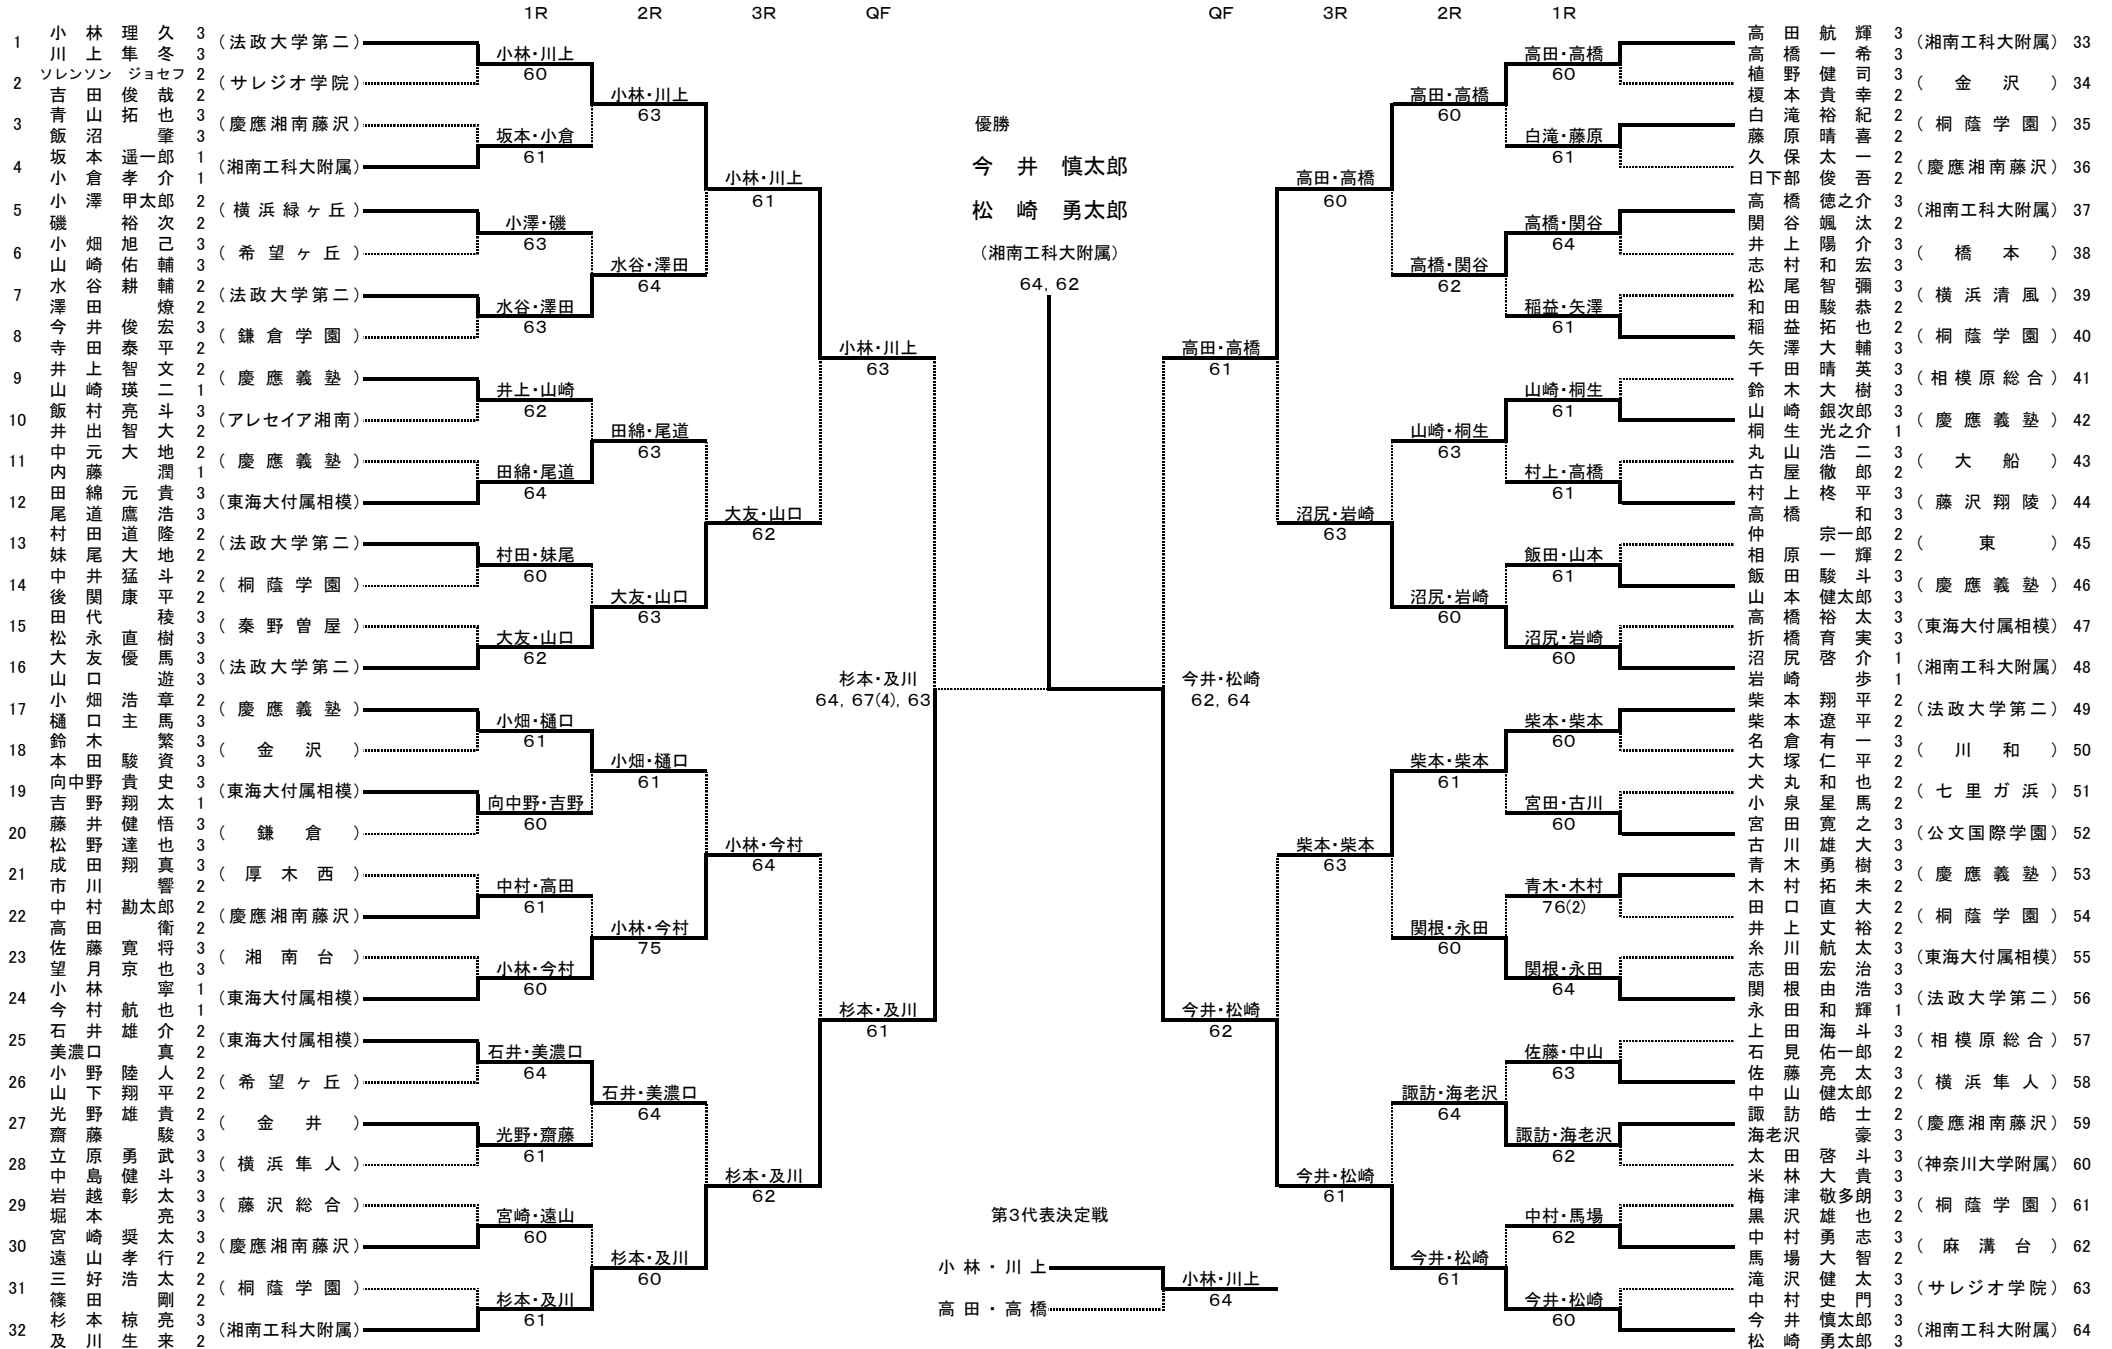 1R 2R 3R QF QF 3R 2R 1R
1 小林理久 3 川上隼冬 3 (法政大学第二)
2 ソレンソン ジョセフ 2 吉田俊哉 2 (サレジオ学院)
3 青山拓也 3 飯沼肇 3 (慶應湘南藤沢)
4 坂本遥一郎 1 小倉孝介 1 (湘南工科大附属)
5 小澤甲太郎 2 磯裕次 2 (横浜緑ヶ丘)
6 小畑旭己 3 山崎佑輔 3 (希望ヶ丘)
7 水谷耕輔 2 澤田燎 2 (法政大学第二)
8 今井俊宏 3 寺田泰平 2 (鎌倉学園)
9 井上智文 2 山崎瑛二 1 (慶應義塾)
10 飯村亮斗 3 井出智大 2 (アレセイア湘南)
11 中元大地 2 内藤潤 1 (慶應義塾)
12 田綿元貴 3 尾道鷹浩 3 (東海大付属相模)
13 村田道隆 2 妹尾大地 2 (法政大学第二)
14 中井猛斗 2 後関康平 2 (桐蔭学園)
15 田代稜 3 松永直樹 3 (秦野曽屋)
16 大友優馬 3 山口遊 3 (法政大学第二)
17 小畑浩章 2 樋口主馬 3 (慶應義塾)
18 鈴木繁 3 本田駿資 3 (金沢)
19 向中野貴史 3 吉野翔太 1 (東海大付属相模)
20 藤井健悟 3 松野達也 3 (鎌倉)
21 成田翔真 3 市川響 2 (厚木西)
22 中村勘太郎 2 高田衛 2 (慶應湘南藤沢)
23 佐藤寛将 3 望月京也 3 (湘南台)
24 小林寧 1 今村航也 1 (東海大付属相模)
25 石井雄介 2 美濃口真 2 (東海大付属相模)
26 小野陸人 2 山下翔平 2 (希望ヶ丘)
27 光野雄貴 2 齋藤駿 3 (金井)
28 立原勇武 3 中島健斗 3 (横浜隼人)
29 岩越彰太 3 堀本亮 3 (藤沢総合)
30 宮崎奨太 3 遠山孝行 2 (慶應湘南藤沢)
31 三好浩太 2 篠田剛 2 (桐蔭学園)
32 杉本椋亮 3 及川生来 2 (湘南工科大附属)
小林・川上
60
坂本・小倉
61
小澤・磯
63
水谷・澤田
63
井上・山崎
62
田綿・尾道
64
村田・妹尾
60
大友・山口
62
小畑・樋口
61
向中野・吉野
60
中村・高田
61
小林・今村
60
石井・美濃口
64
光野・齋藤
61
宮崎・遠山
60
杉本・及川
61
小林・川上
63
水谷・澤田
64
田綿・尾道
63
大友・山口
63
小畑・樋口
61
小林・今村
75
石井・美濃口
64
杉本・及川
60
小林・川上
61
大友・山口
62
小林・今村
64
杉本・及川
62
小林・川上
63
杉本・及川
61
杉本・及川
64, 67(4), 63
優勝
今井 慎太郎
松崎 勇太郎
(湘南工科大附属)
64, 62
今井・松崎
62, 64
高田・高橋
61
今井・松崎
62
高田・高橋
60
沼尻・岩崎
63
柴本・柴本
63
今井・松崎
61
高田・高橋
60
高橋・関谷
62
山崎・桐生
63
沼尻・岩崎
60
柴本・柴本
61
関根・永田
60
諏訪・海老沢
64
今井・松崎
61
高田・高橋
60
白滝・藤原
61
高橋・関谷
64
稲益・矢澤
61
山崎・桐生
61
村上・高橋
61
飯田・山本
61
沼尻・岩崎
60
柴本・柴本
60
宮田・古川
60
青木・木村
76(2)
関根・永田
64
佐藤・中山
63
諏訪・海老沢
62
中村・馬場
62
今井・松崎
60
高田航輝 3 高橋一希 3 (湘南工科大附属) 33
植野健司 3 榎本貴幸 2 (金沢) 34
白滝裕紀 2 藤原晴喜 2 (桐蔭学園) 35
久保太一 2 日下部俊吾 2 (慶應湘南藤沢) 36
高橋徳之介 3 関谷颯汰 2 (湘南工科大附属) 37
井上陽介 3 志村和宏 3 (橋本) 38
松尾智彌 3 和田駿恭 2 (横浜清風) 39
稲益拓也 2 矢澤大輔 3 (桐蔭学園) 40
千田晴英 3 鈴木大樹 3 (相模原総合) 41
山崎銀次郎 3 桐生光之介 1 (慶應義塾) 42
丸山浩二 3 古屋徹郎 2 (大船) 43
村上柊平 3 高橋和 3 (藤沢翔陵) 44
仲宗一郎 2 相原一輝 2 (東) 45
飯田駿斗 3 山本健太郎 3 (慶應義塾) 46
高橋裕太 3 折橋育実 3 (東海大付属相模) 47
沼尻啓介 1 岩崎歩 1 (湘南工科大附属) 48
柴本翔平 2 柴本遼平 2 (法政大学第二) 49
名倉有一 3 大塚仁平 2 (川和) 50
犬丸和也 2 小泉星馬 2 (七里ガ浜) 51
宮田寛之 3 古川雄大 3 (公文国際学園) 52
青木勇樹 3 木村拓未 2 (慶應義塾) 53
田口直大 2 井上丈裕 2 (桐蔭学園) 54
糸川航太 3 志田宏治 3 (東海大付属相模) 55
関根由浩 3 永田和輝 1 (法政大学第二) 56
上田海斗 3 石見佑一郎 2 (相模原総合) 57
佐藤亮太 3 中山健太郎 2 (横浜隼人) 58
諏訪皓士 2 海老沢豪 3 (慶應湘南藤沢) 59
太田啓斗 3 米林大貴 3 (神奈川大学附属) 60
梅津敬多朗 3 黒沢雄也 2 (桐蔭学園) 61
中村勇志 3 馬場大智 2 (麻溝台) 62
滝沢健太 3 中村史門 3 (サレジオ学院) 63
今井慎太郎 3 松崎勇太郎 3 (湘南工科大附属) 64
第3代表決定戦
小林・川上
高田・高橋
小林・川上
64